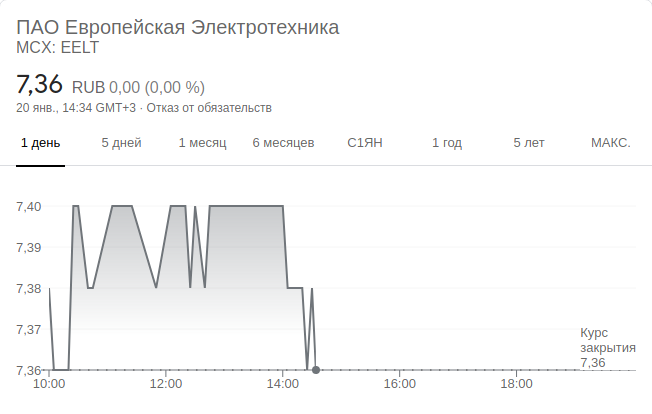 ПАО Европейская Электротехника
MCX: EELT
7,36 RUB 0,00 (0,00 %)
20 янв., 14:34 GMT+3 · Отказ от обязательств
1 день 5 дней 1 месяц 6 месяцев С1ЯН 1 год 5 лет МАКС.
7,40
7,39
7,38
7,37
7,36
Курс
закрытия
7,36
10:00 12:00 14:00 16:00 18:00